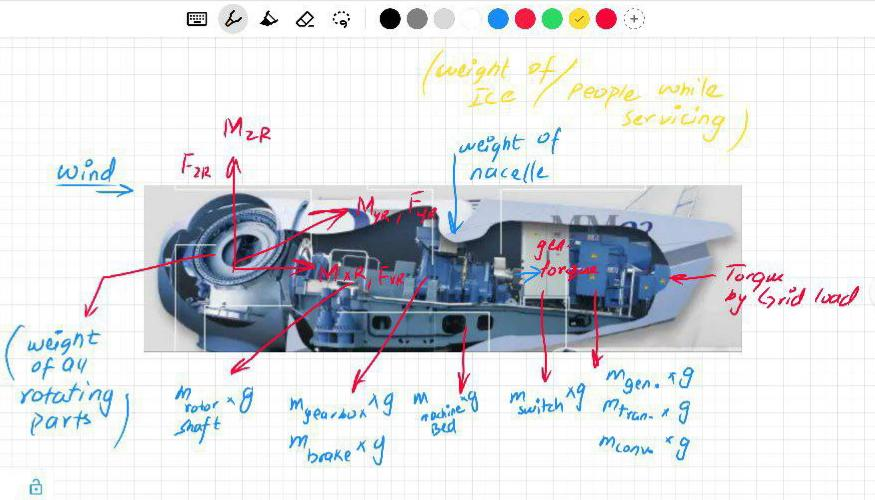 (weight of /
Ice / people while
servicing)
M_ZR
F_ZR
wind
weight of
nacelle
M_YR, F_YR
MM92
gen.
torque
M_XR, F_XR
Torque
by Grid load
(weight
of all
rotating
parts)
m_rotor shaft × g
m_gearbox × g
m_brake × g
m_machine Bed × g
m_switch × g
m_gen. × g
m_tran. × g
m_conv. × g